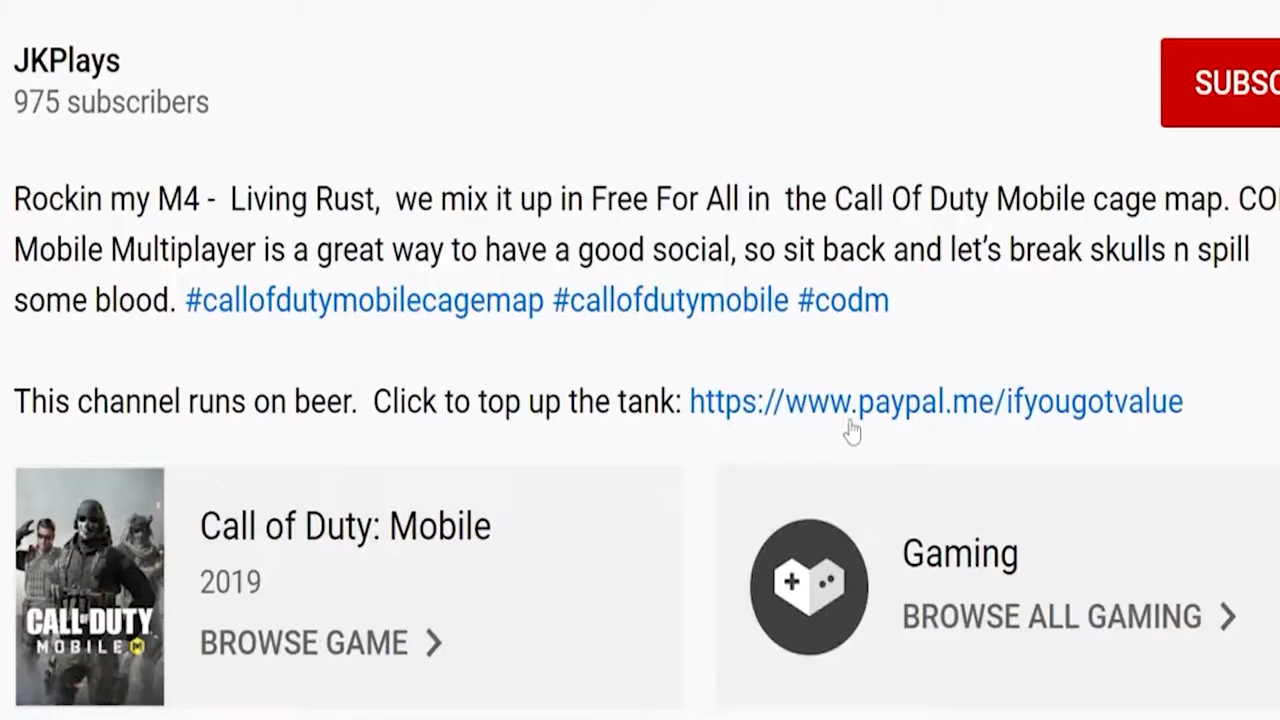 JKPlays
975 subscribers
SUBSC
Rockin my M4 -  Living Rust,  we mix it up in Free For All in  the Call Of Duty Mobile cage map. CO
Mobile Multiplayer is a great way to have a good social, so sit back and let’s break skulls n spill
some blood. #callofdutymobilecagemap #callofdutymobile #codm
This channel runs on beer.  Click to top up the tank: https://www.paypal.me/ifyougotvalue
Call of Duty: Mobile
2019
BROWSE GAME
CALL OF DUTY
MOBILE
Gaming
BROWSE ALL GAMING